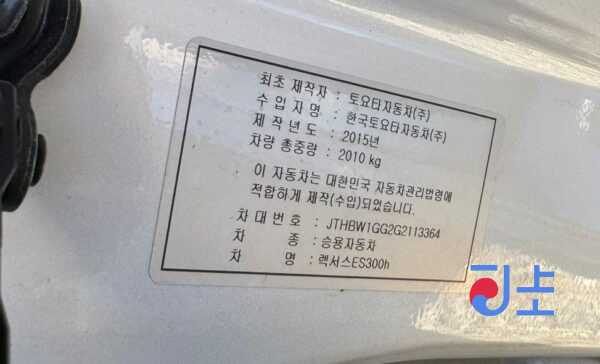 최초 제작자 : 토요타자동차(주)
수 입 자 명 : 한국토요타자동차(주)
제 작 년 도 : 2015년
차량 총중량 : 2010 kg
이 자동차는 대한민국 자동차관리법령에
적합하게 제작(수입)되었습니다.
차 대 번 호 : JTHBW1GG2G2113364
차 종 : 승용자동차
차 명 : 렉서스ES300h